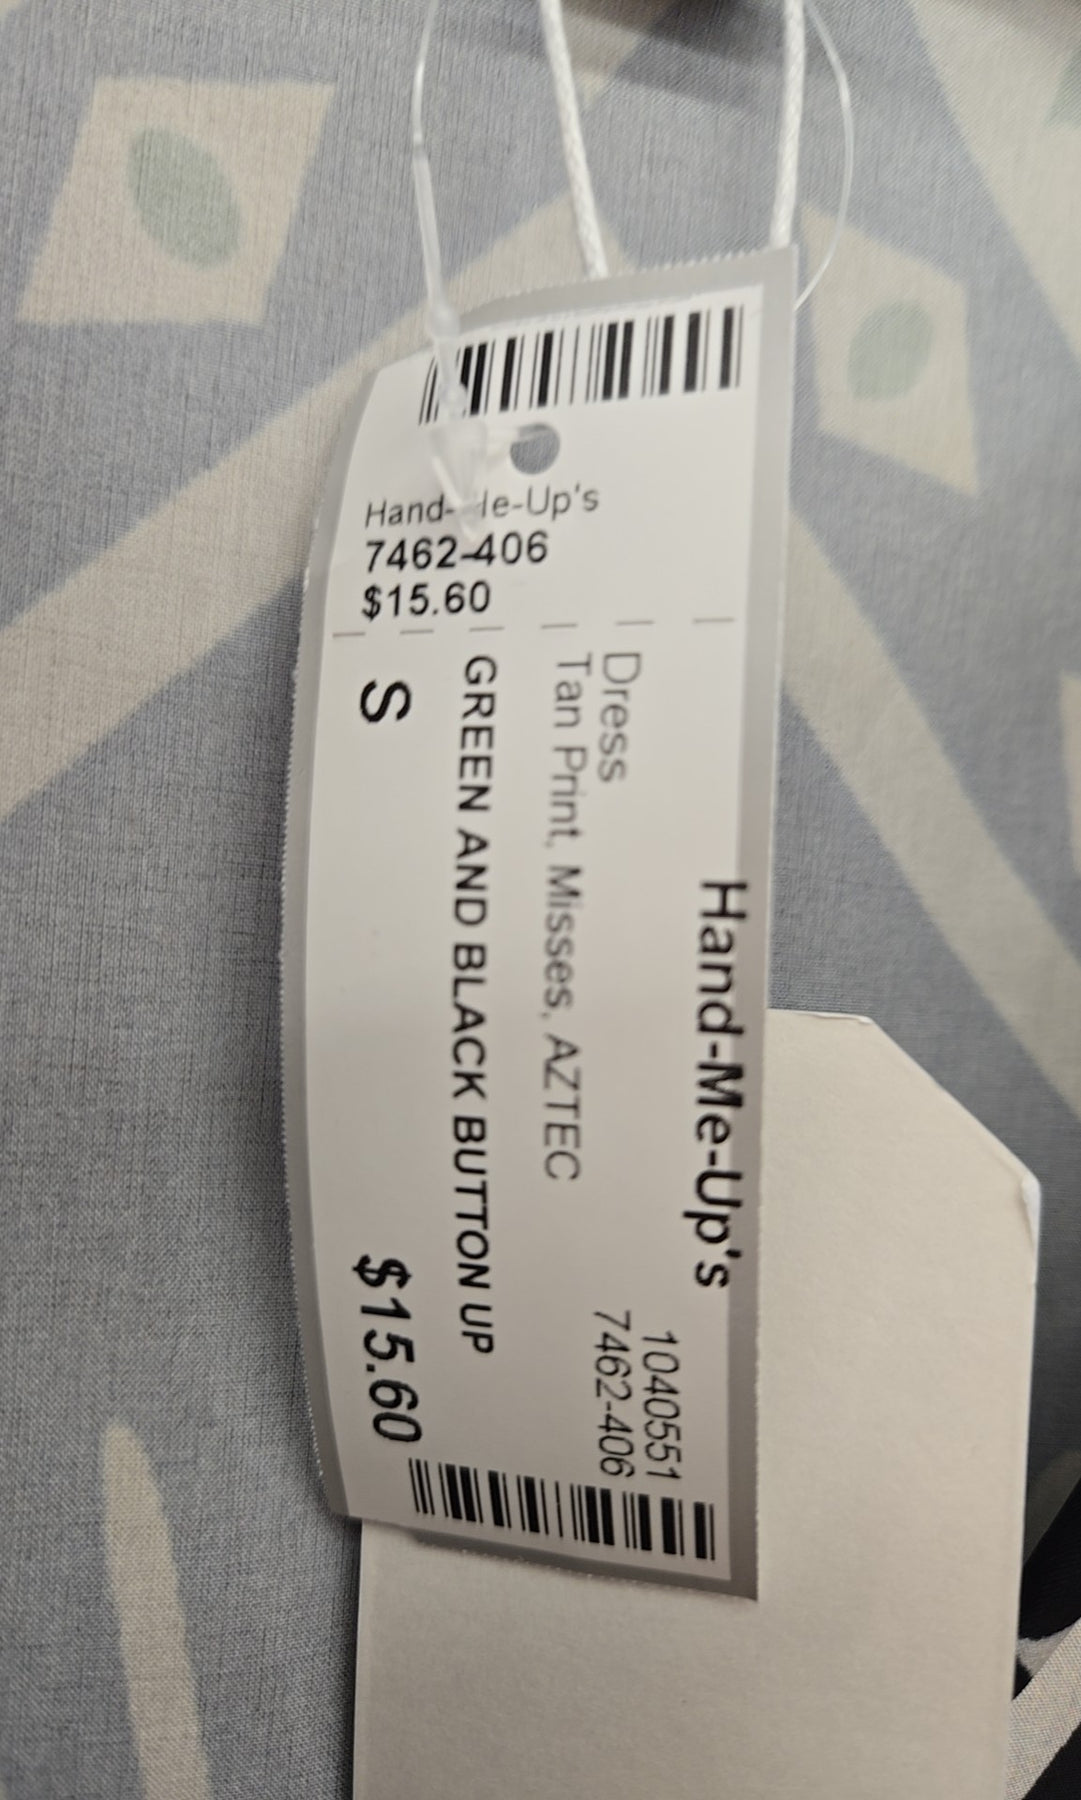 Hand- le-Up's
7462-406
$15.60
Hand-Me-Up's
1040551
Dress
7462-406
Tan Print, Misses, AZTEC
GREEN AND BLACK BUTTON UP
S
$15.60